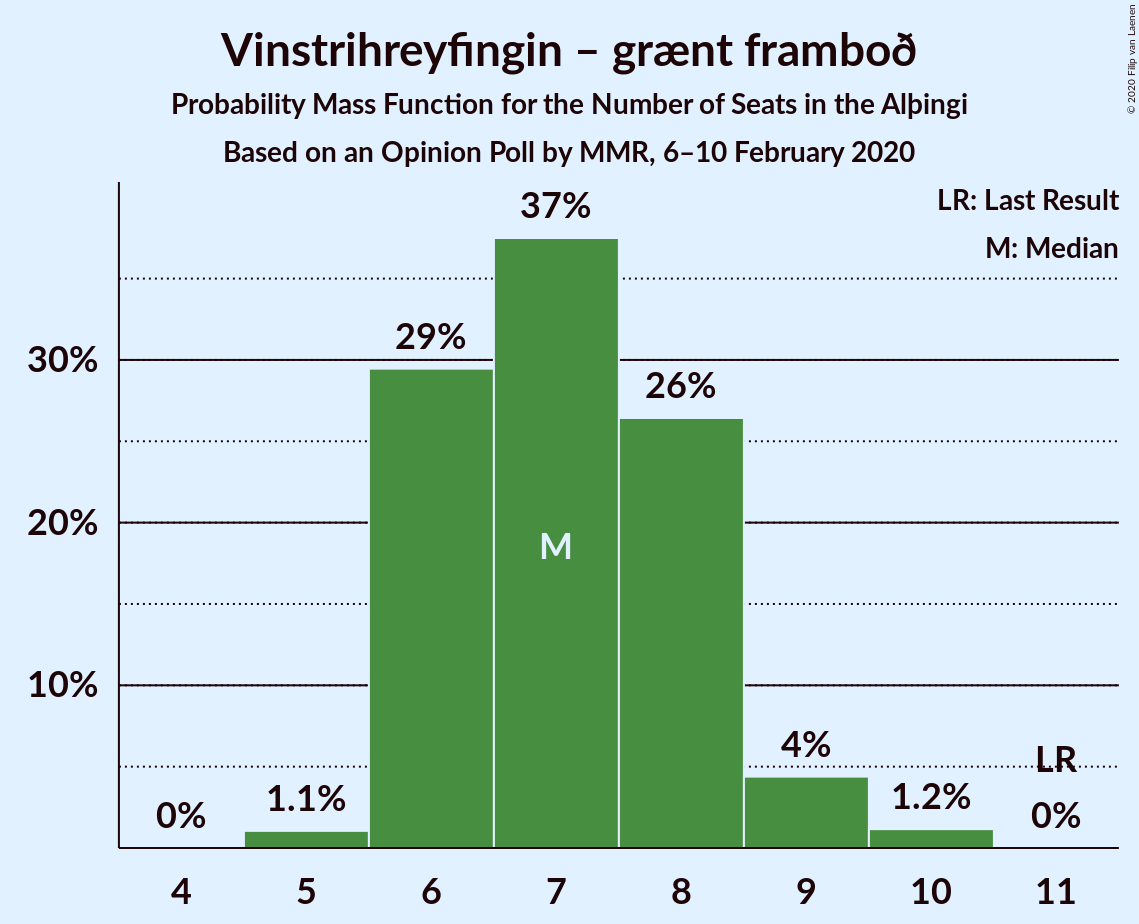 Vinstrihreyfingin – grænt framboð
Probability Mass Function for the Number of Seats in the Alþingi
Based on an Opinion Poll by MMR, 6–10 February 2020
© 2020 Filip van Laenen
LR: Last Result
M: Median
37%
29%
30%
26%
20%
M
10%
4%
LR
0%
1.1%
1.2%
0%
4 5 6 7 8 9 10 11